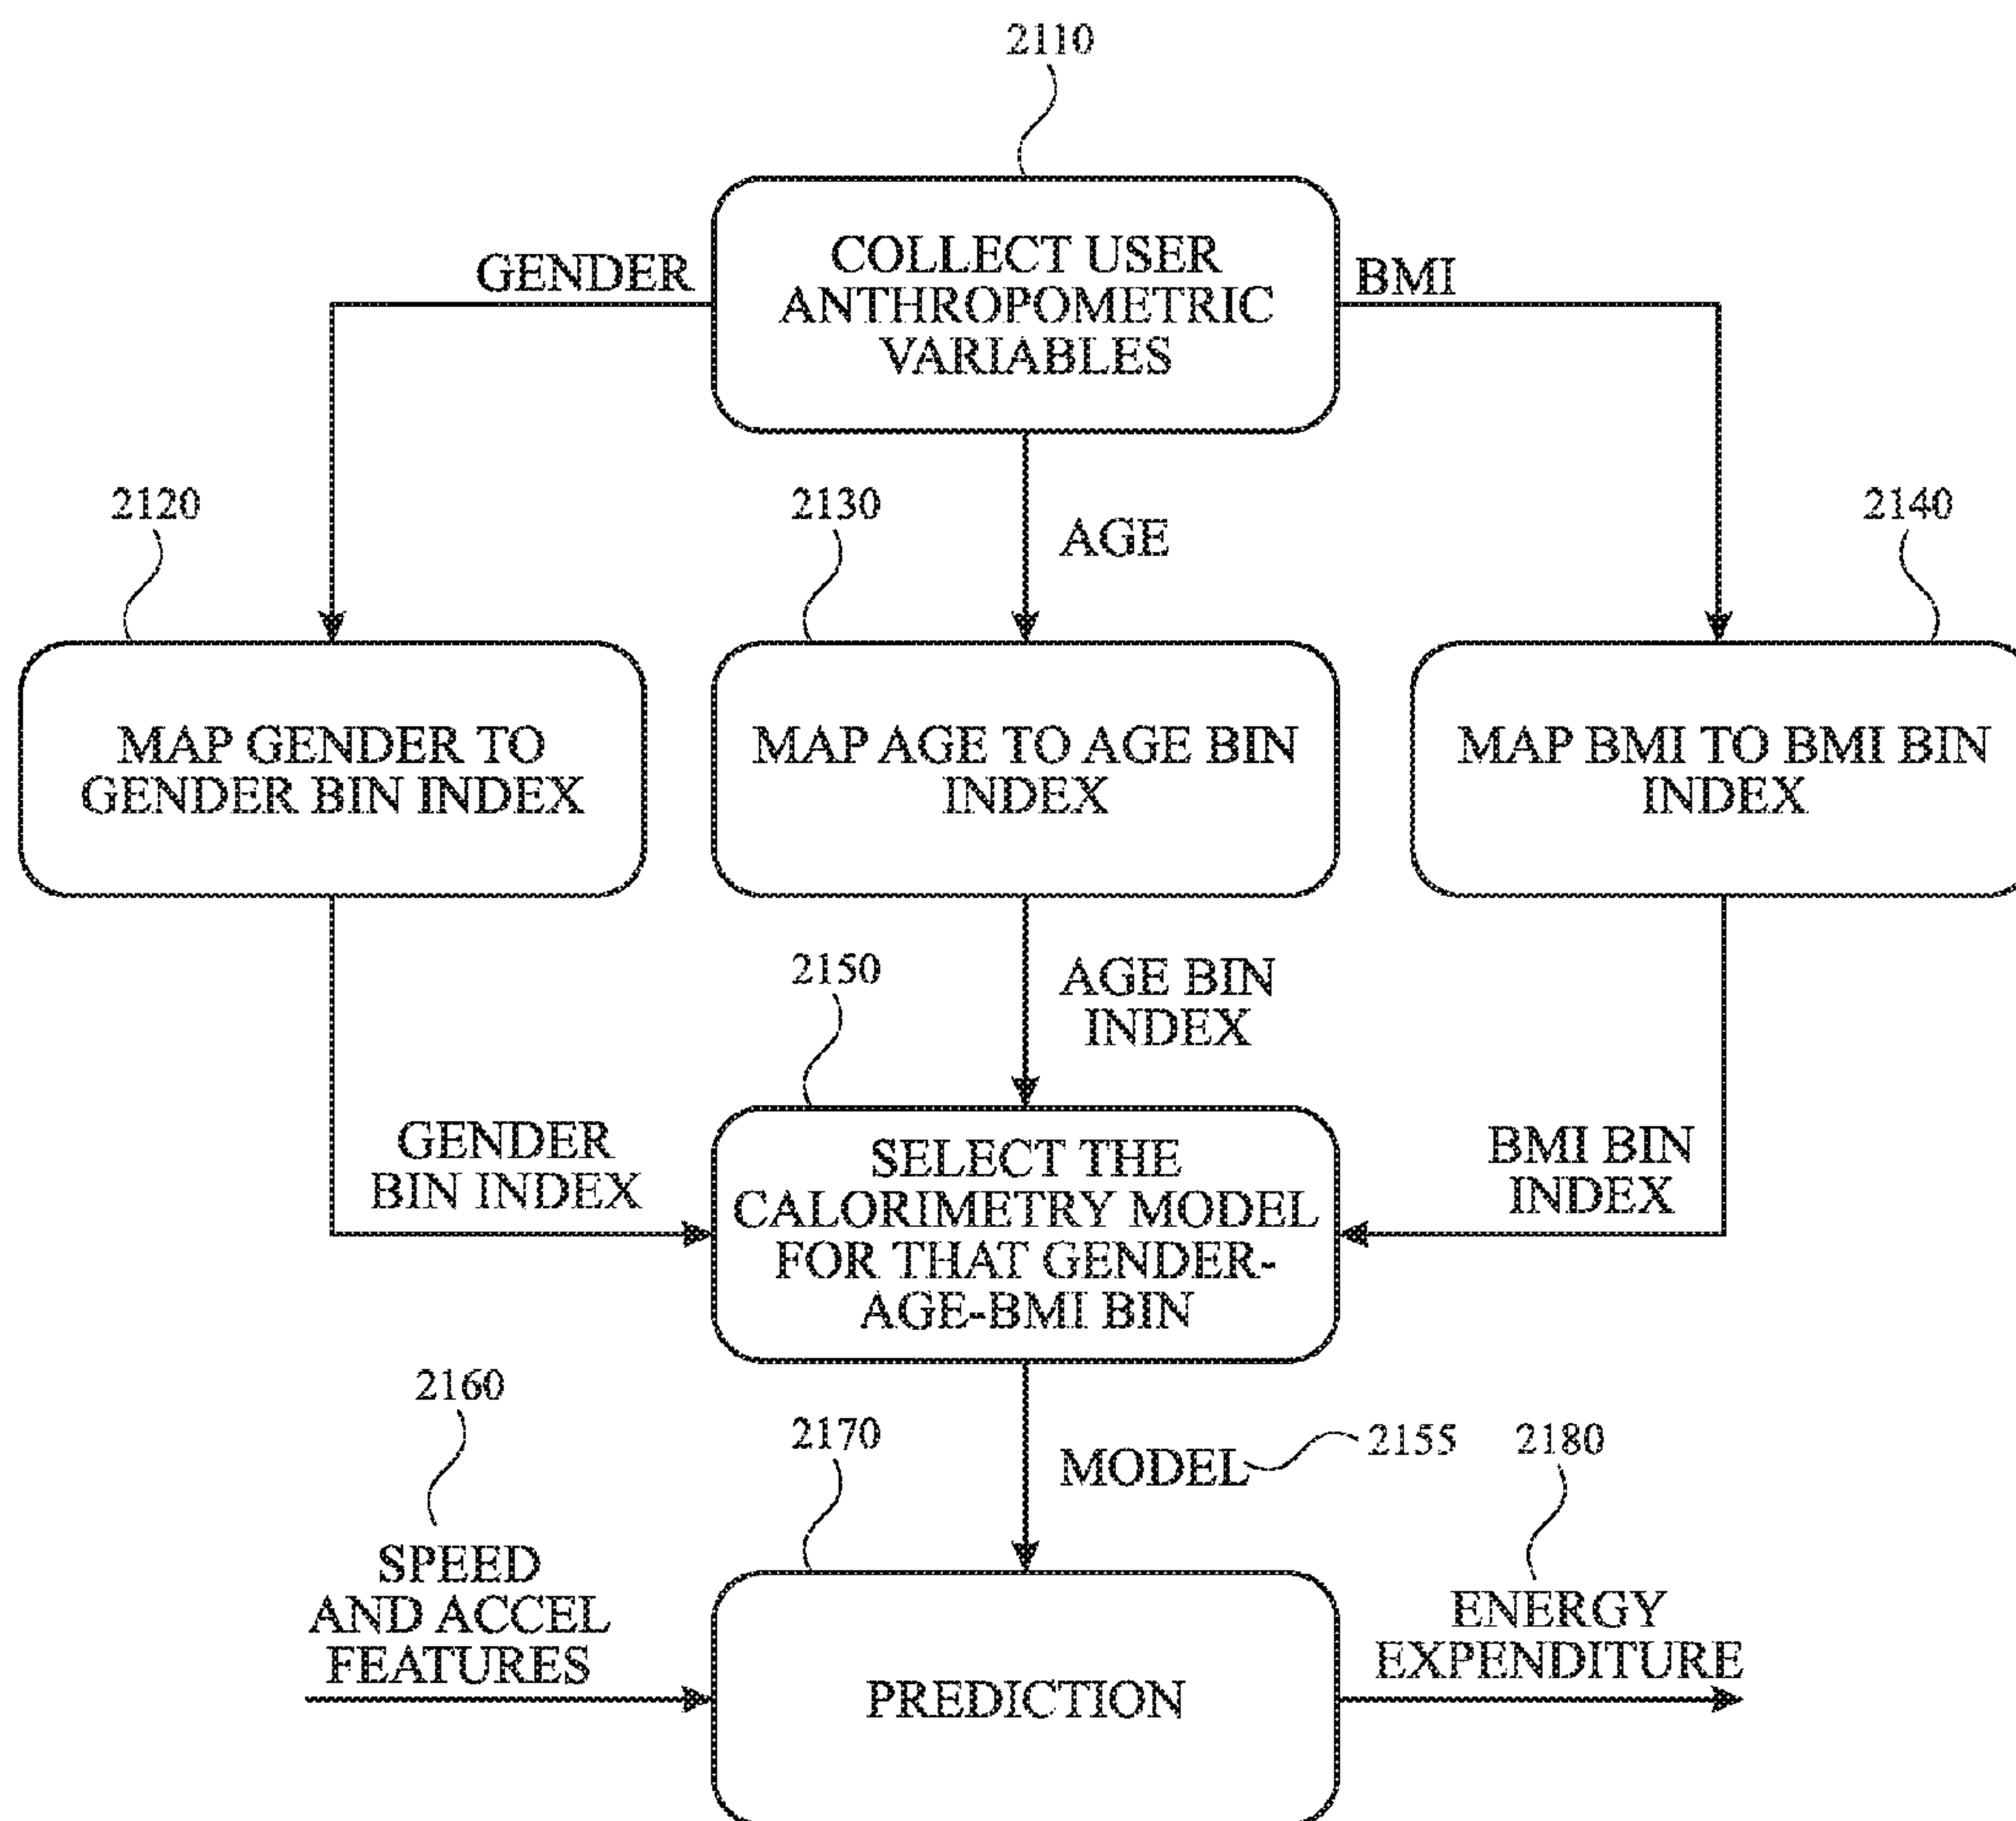 2110
GENDER
COLLECT USER
ANTHROPOMETRIC
VARIABLES
BMI
2120
2130
AGE
2140
MAP GENDER TO
GENDER BIN INDEX
MAP AGE TO AGE BIN
INDEX
MAP BMI TO BMI BIN
INDEX
2150
AGE BIN
INDEX
GENDER
BIN INDEX
SELECT THE
CALORIMETRY MODEL
FOR THAT GENDER-
AGE-BMI BIN
BMI BIN
INDEX
2160
2170
MODEL
2155
2180
SPEED
AND ACCEL
FEATURES
PREDICTION
ENERGY
EXPENDITURE